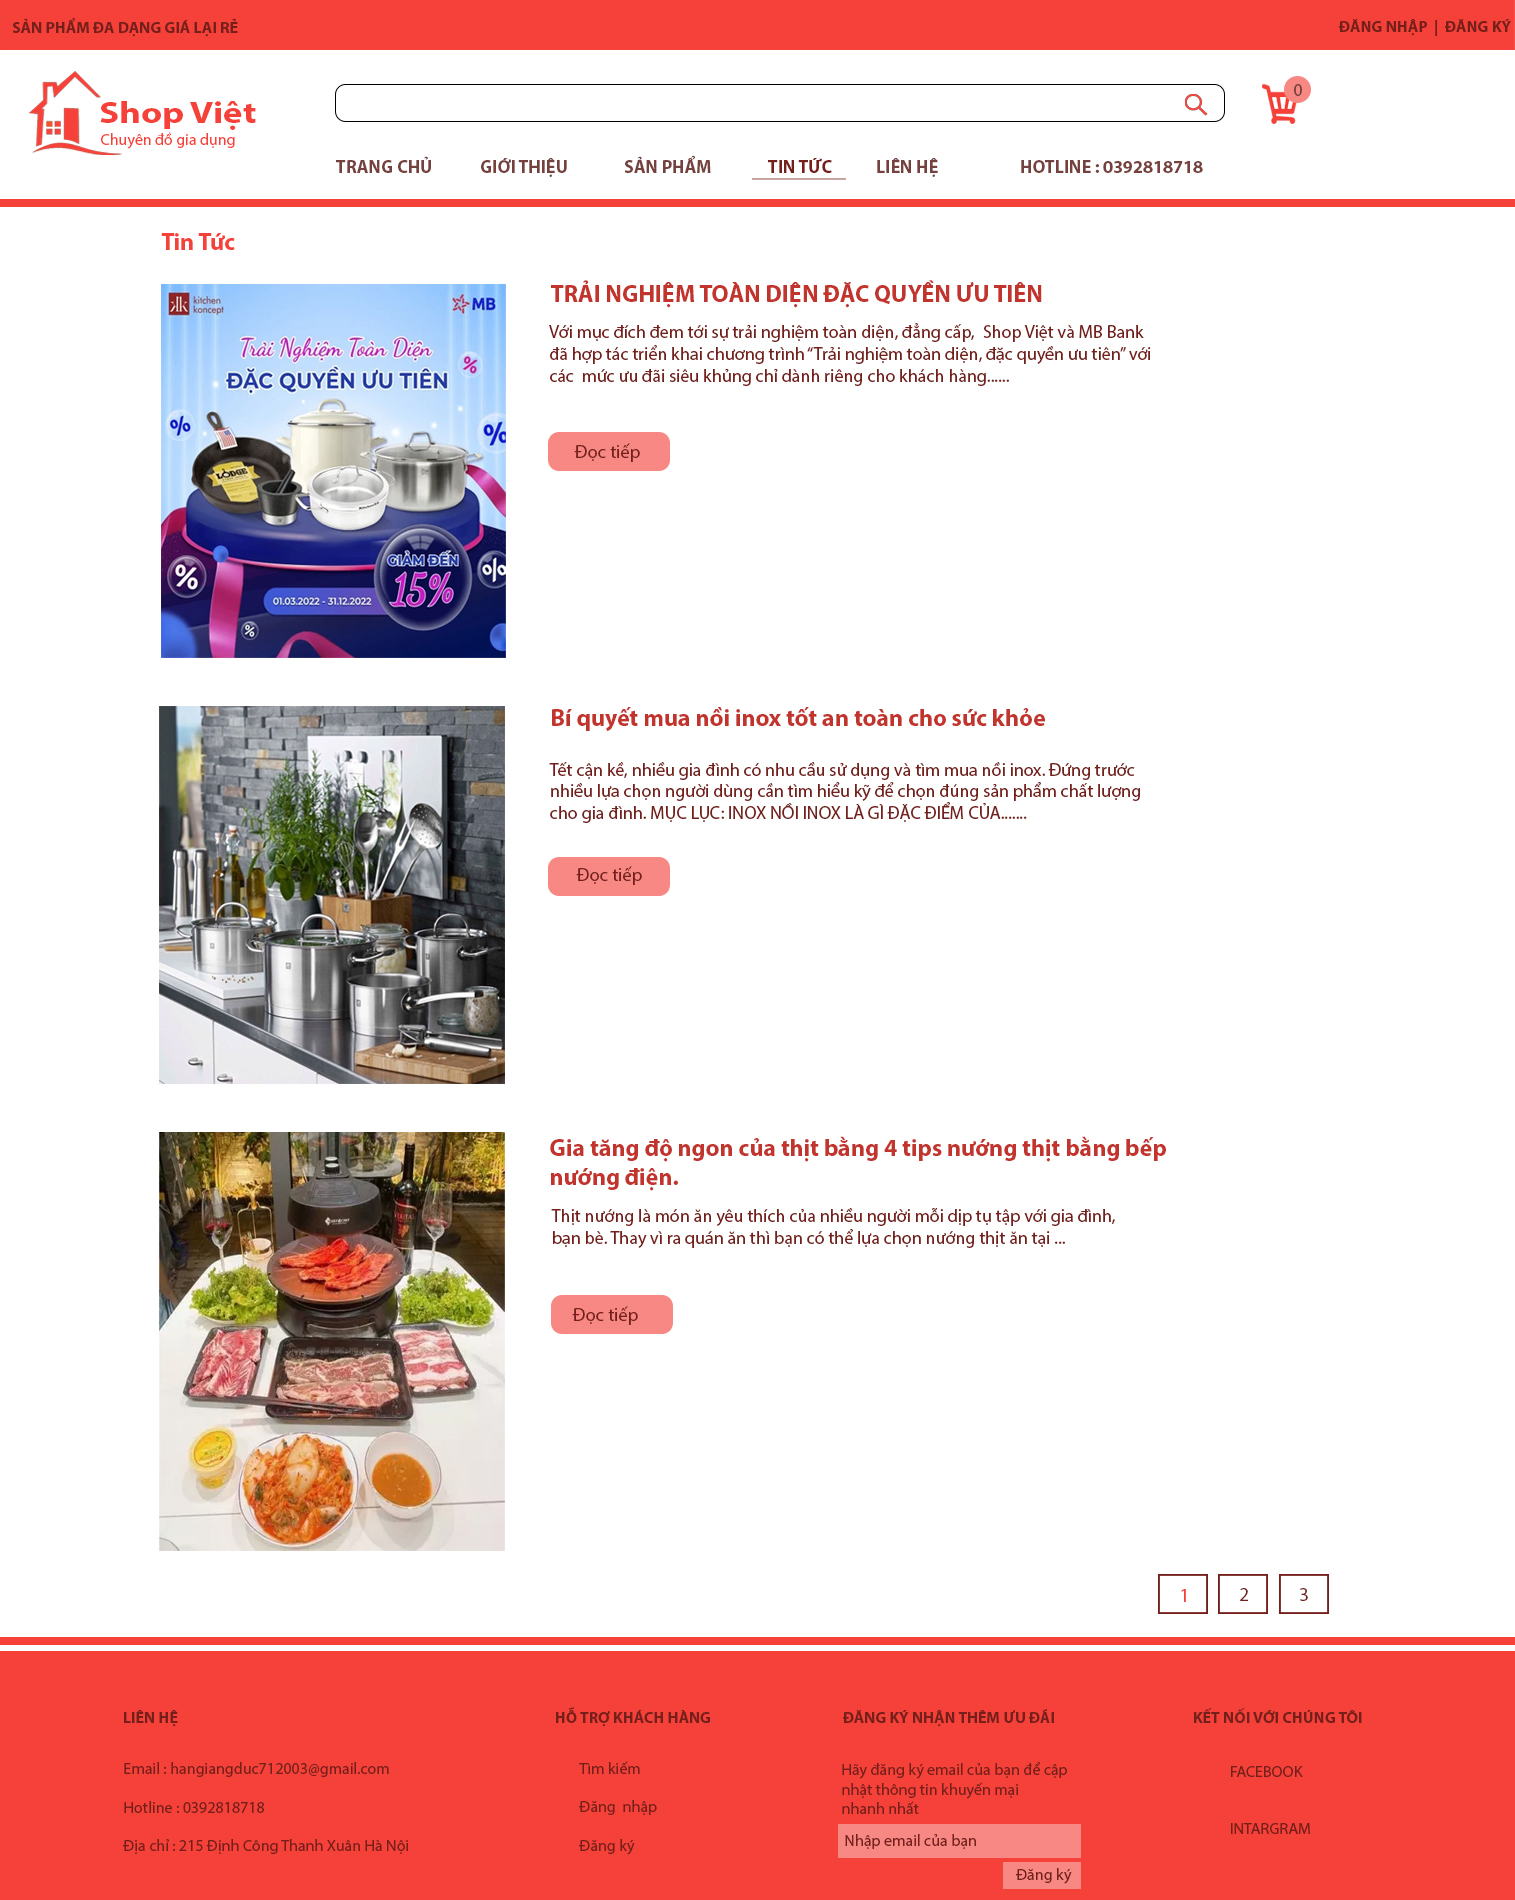 SẢN PHẨM ĐA DẠNG GIÁ LẠI RẺ
ĐĂNG NHẬP | ĐĂNG KÝ
Shop Việt
Chuyên đồ gia dụng
0
TRANG CHỦ GIỚI THIỆU SẢN PHẨM TIN TỨC LIÊN HỆ HOTLINE : 0392818718
Tin Tức
kitchen
koncept
MB
Trải Nghiệm Toàn Diện
ĐẶC QUYỀN ƯU TIÊN
%
%
%
LODGE
GIẢM ĐẾN
15%
%
%
01.03.2022 - 31.12.2022
%
TRẢI NGHIỆM TOÀN DIỆN ĐẶC QUYỀN ƯU TIÊN
Với mục đích đem tới sự trải nghiệm toàn diện, đẳng cấp, Shop Việt và MB Bank
đã hợp tác triển khai chương trình “Trải nghiệm toàn diện, đặc quyền ưu tiên” với
các mức ưu đãi siêu khủng chỉ dành riêng cho khách hàng......
Đọc tiếp
Bí quyết mua nồi inox tốt an toàn cho sức khỏe
Tết cận kề, nhiều gia đình có nhu cầu sử dụng và tìm mua nồi inox. Đứng trước
nhiều lựa chọn người dùng cần tìm hiểu kỹ để chọn đúng sản phẩm chất lượng
cho gia đình. MỤC LỤC: INOX NỒI INOX LÀ GÌ ĐẶC ĐIỂM CỦA.......
Đọc tiếp
Gia tăng độ ngon của thịt bằng 4 tips nướng thịt bằng bếp
nướng điện.
Thịt nướng là món ăn yêu thích của nhiều người mỗi dịp tụ tập với gia đình,
bạn bè. Thay vì ra quán ăn thì bạn có thể lựa chọn nướng thịt ăn tại ...
Đọc tiếp
1 2 3
LIÊN HỆ
Email : hangiangduc712003@gmail.com
Hotline : 0392818718
Địa chỉ : 215 Định Công Thanh Xuân Hà Nội
HỖ TRỢ KHÁCH HÀNG
Tìm kiếm
Đăng nhập
Đăng ký
ĐĂNG KÝ NHẬN THÊM ƯU ĐÁI
Hãy đăng ký email của bạn để cập
nhật thông tin khuyến mại
nhanh nhất
Nhập email của bạn
Đăng ký
KẾT NỐI VỚI CHÚNG TÔI
FACEBOOK
INTARGRAM